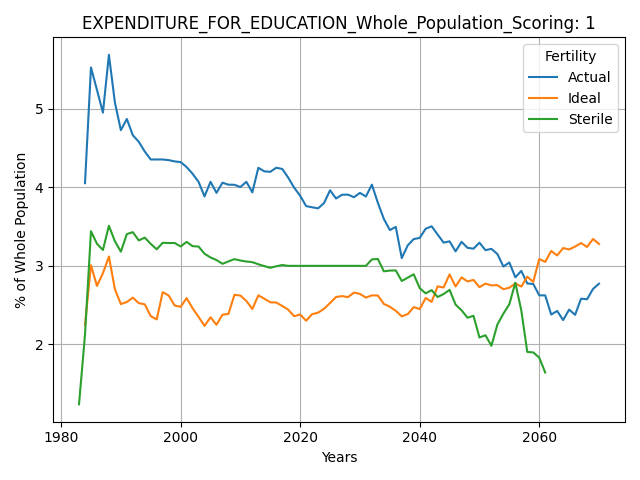 EXPENDITURE_FOR_EDUCATION_Whole_Population_Scoring: 1
Fertility
Actual
Ideal
Sterile
% of Whole Population
5
4
3
2
1980
2000
2020
2040
2060
Years